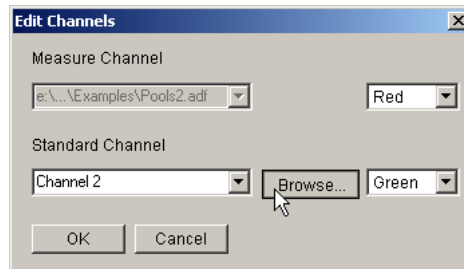 Edit Channels
Measure Channel
e:\...\Examples\Pools2.adf
Red
Standard Channel
Channel 2
Browse...
Green
OK
Cancel